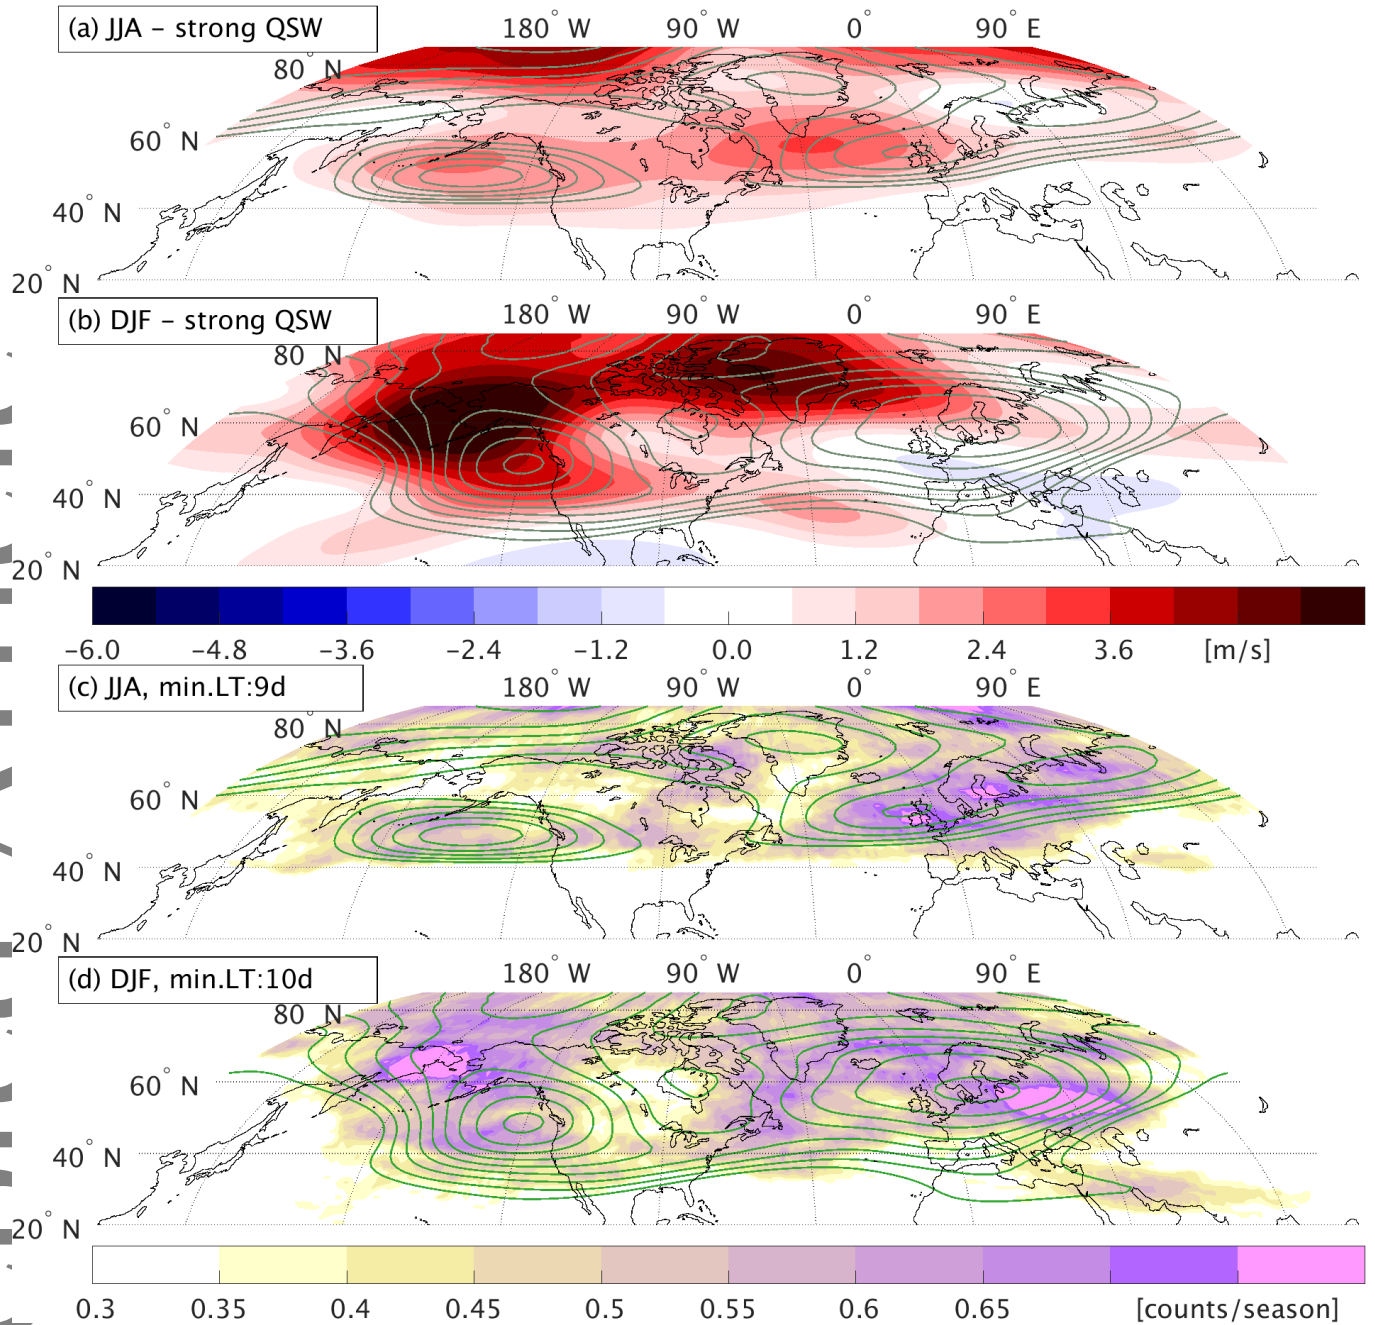 (a) JJA – strong QSW
180° W 90° W 0° 90° E
80° N
60° N
40° N
20° N
(b) DJF – strong QSW
180° W 90° W 0° 90° E
80 N
60° N
40° N
20° N
-6.0 -4.8 -3.6 -2.4 -1.2 0.0 1.2 2.4 3.6 [m/s]
(c) JJA, min.LT:9d
180° W 90° W 0° 90° E
80° N
60° N
40° N
20° N
(d) DJF, min.LT:10d
180° W 90° W 0° 90° E
80° N
60° N
40° N
20° N
0.3 0.35 0.4 0.45 0.5 0.55 0.6 0.65 [counts/season]